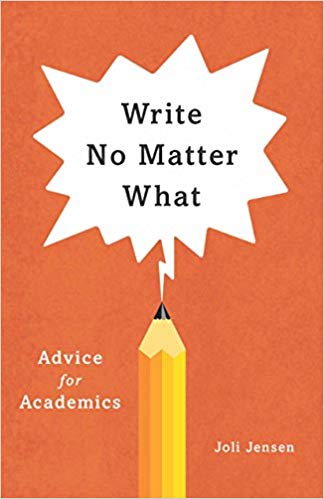 Write
No Matter
What
Advice
for
Academics
Joli Jensen